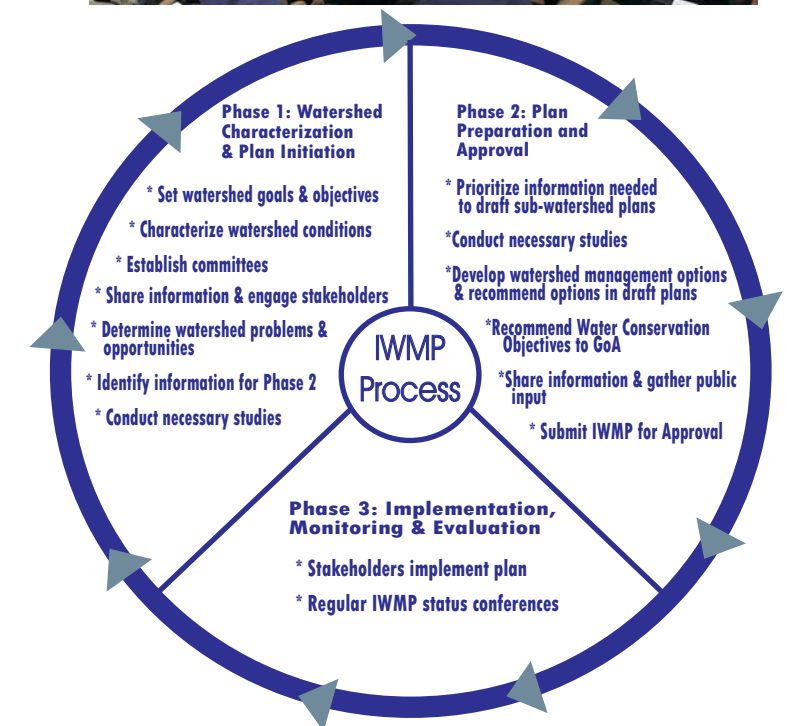 Phase 1: Watershed
Characterization
& Plan Initiation
* Set watershed goals & objectives
* Characterize watershed conditions
* Establish committees
* Share information & engage stakeholders
* Determine watershed problems &
opportunities
* Identify information for Phase 2
* Conduct necessary studies
Phase 2: Plan
Preparation and
Approval
* Prioritize information needed
to draft sub-watershed plans
*Conduct necessary studies
*Develop watershed management options
& recommend options in draft plans
*Recommend Water Conservation
Objectives to GoA
*Share information & gather public
input
* Submit IWMP for Approval
IWMP
Process
Phase 3: Implementation,
Monitoring & Evaluation
* Stakeholders implement plan
* Regular IWMP status conferences